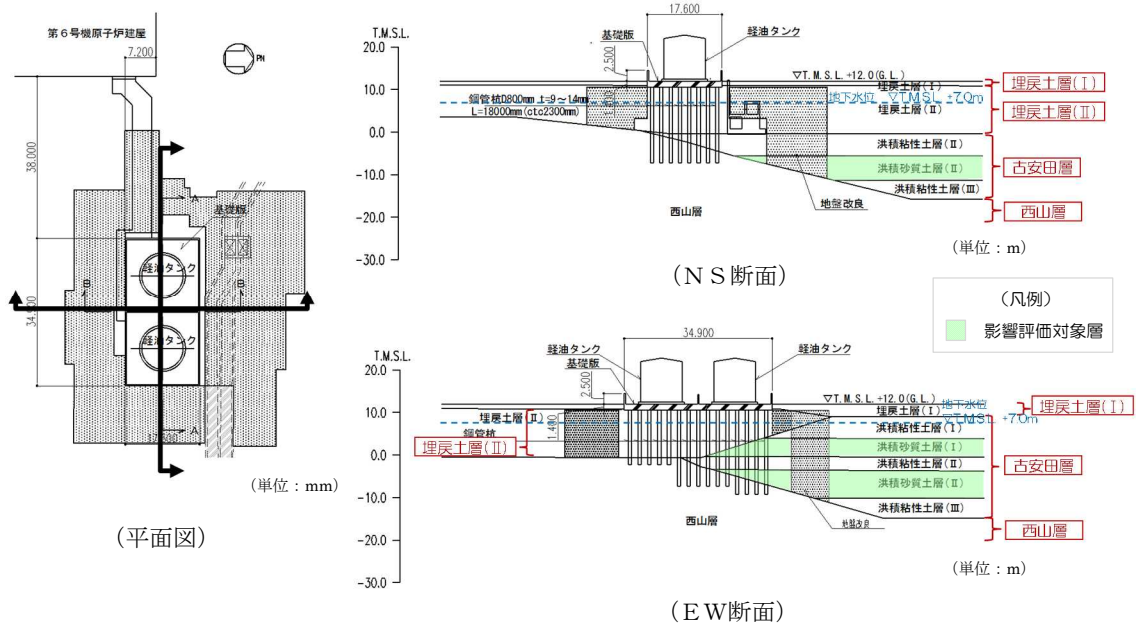 第６号機原子炉建屋
7.200
PN
38.000
34.900
17.600
基礎版
軽油タンク
軽油タンク
A
A
B
B
(単位：mm)
(平面図)
T.M.S.L.
20.0
10.0
0.0
-10.0
-20.0
-30.0
17.600
基礎版
軽油タンク
2.500
▽T.M.S.L. +12.0(G.L.)
埋戻土層(Ⅰ)
地下水位 ▽T.MSL. +7.0m
埋戻土層(Ⅱ)
鋼管杭D800mm t=9～14mm
L=18000mm(ctc2300mm)
洪積粘性土層(Ⅱ)
洪積砂質土層(Ⅱ)
洪積粘性土層(Ⅲ)
地盤改良
西山層
埋戻土層(Ⅰ)
埋戻土層(Ⅱ)
古安田層
西山層
(単位：m)
(ＮＳ断面)
(凡例)
影響評価対象層
T.M.S.L.
20.0
10.0
0.0
-10.0
-20.0
-30.0
34.900
軽油タンク
軽油タンク
基礎版
2.500
1.400
▽T.M.S.L. +12.0(G.L.)
地下水位
▽T.MSL. +7.0m
埋戻土層(Ⅱ)
鋼管杭
埋戻土層(Ⅱ)
埋戻土層(Ⅰ)
洪積粘性土層(Ⅰ)
洪積砂質土層(Ⅰ)
洪積粘性土層(Ⅱ)
洪積砂質土層(Ⅱ)
洪積粘性土層(Ⅲ)
地盤改良
西山層
埋戻土層(Ⅰ)
古安田層
西山層
(単位：m)
(ＥＷ断面)